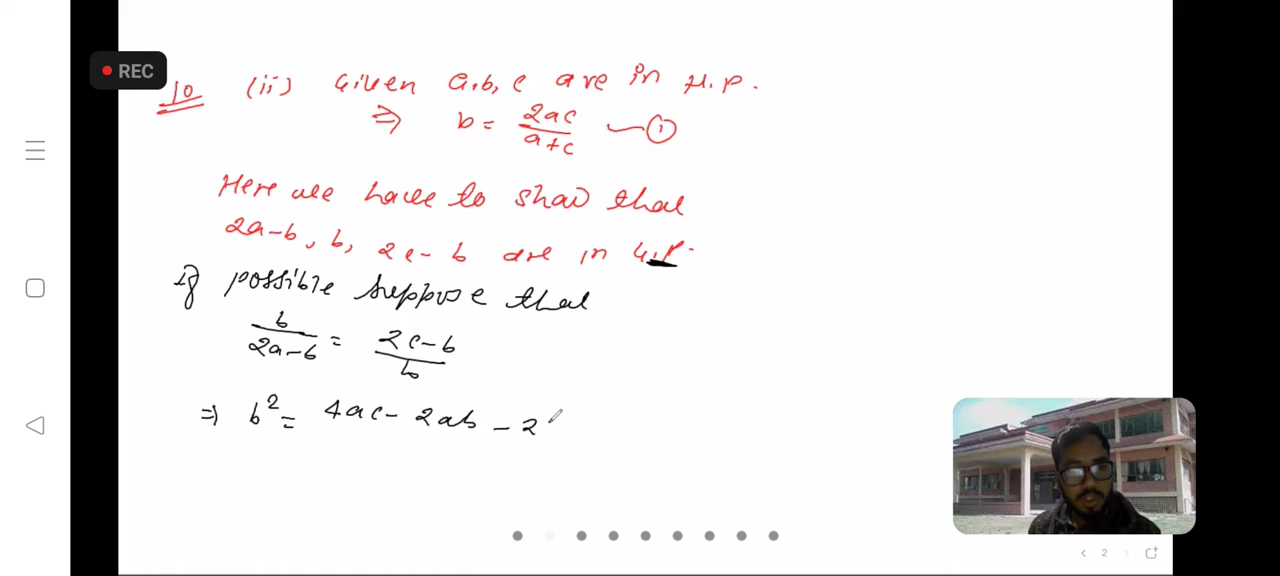 REC
10 (ii) Given a, b, c are in H.P.
⇒ b = 2ac / a+c — ①
Here we have to show that
2a-b, b, 2c-b are in G.P.
if possible suppose that
b / 2a-b = 2c-b / b
⇒ b² = 4ac - 2ab - 2
2